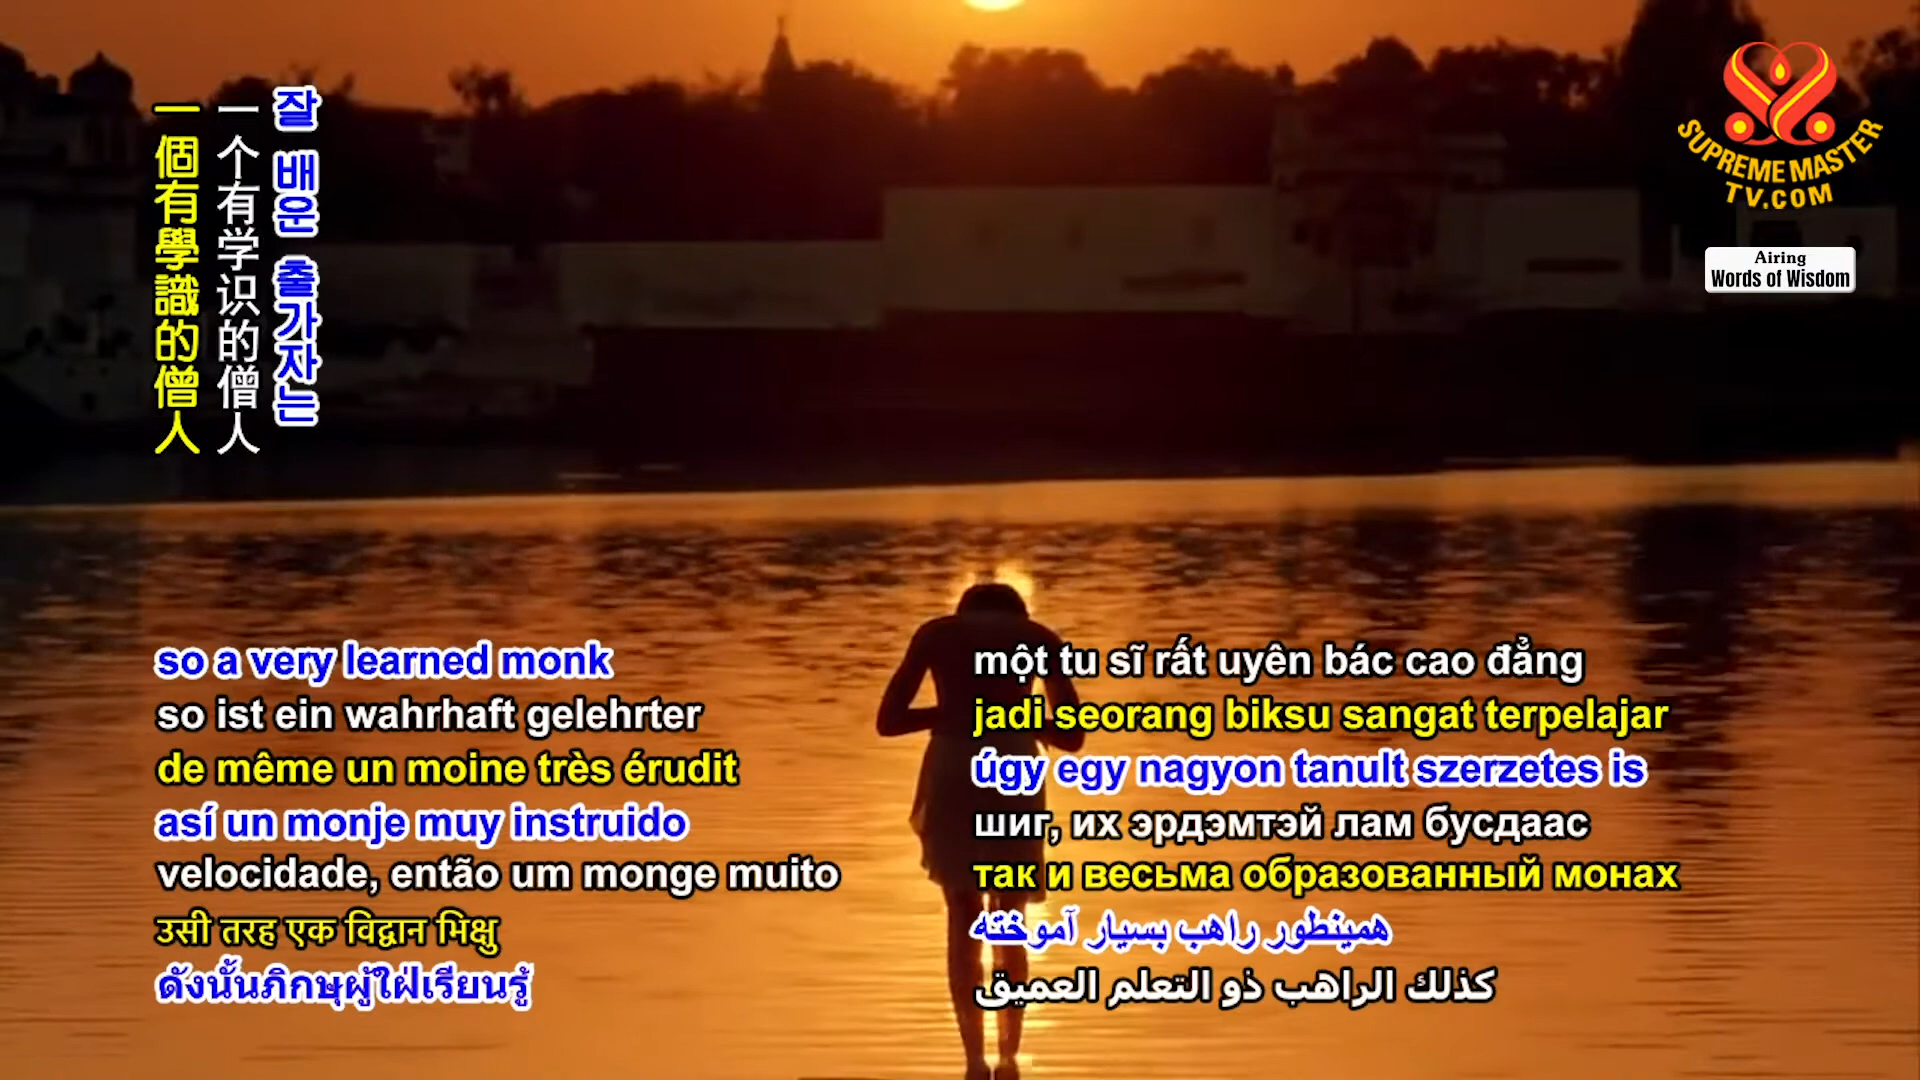 잘 배운 출가자는
一个有学识的僧人
一個有學識的僧人
SUPREME MASTER
TV.COM
Airing
Words of Wisdom
so a very learned monk
so ist ein wahrhaft gelehrter
de même un moine très érudit
así un monje muy instruido
velocidade, então um monge muito
उसी तरह एक विद्वान भिक्षु
ดังนั้นภิกษุผู้ใฝ่เรียนรู้
một tu sĩ rất uyên bác cao đẳng
jadi seorang biksu sangat terpelajar
úgy egy nagyon tanult szerzetes is
шиг, их эрдэмтэй лам бусдаас
так и весьма образованный монах
همینطور راهب بسیار آموخته
كذلك الراهب ذو التعلم العميق